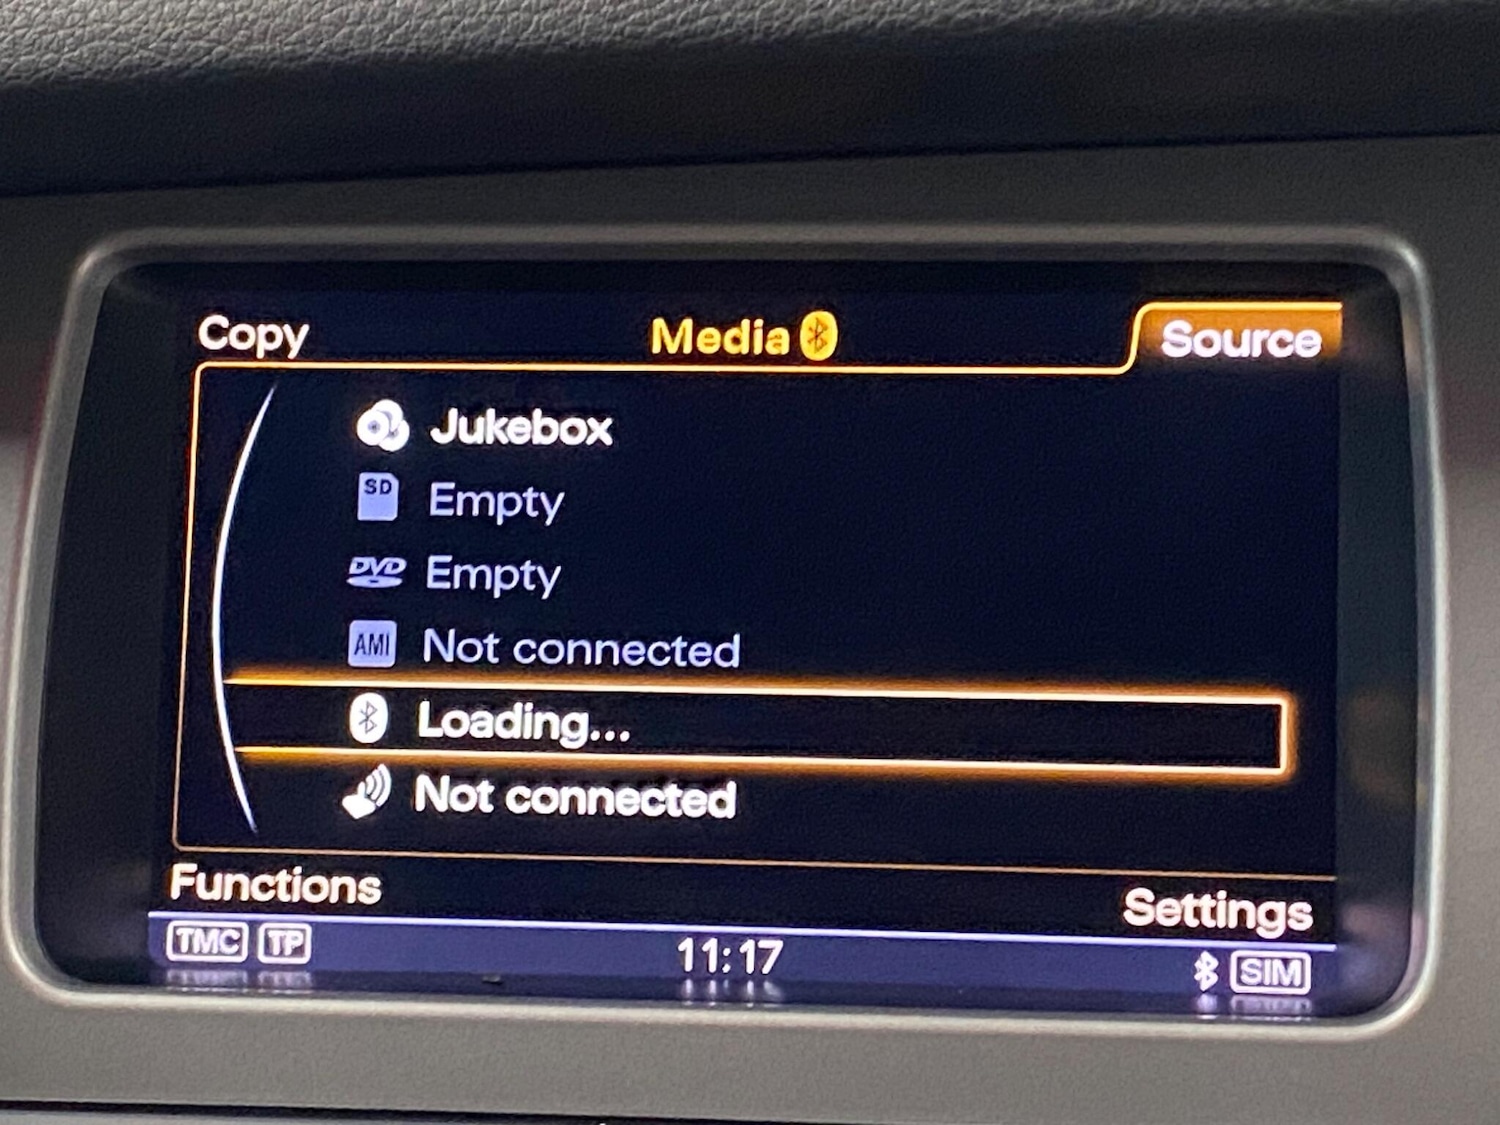 Copy Media Source
Jukebox
SD Empty
DVD Empty
AMI Not connected
Loading...
Not connected
Functions Settings
TMC TP 11:17 SIM